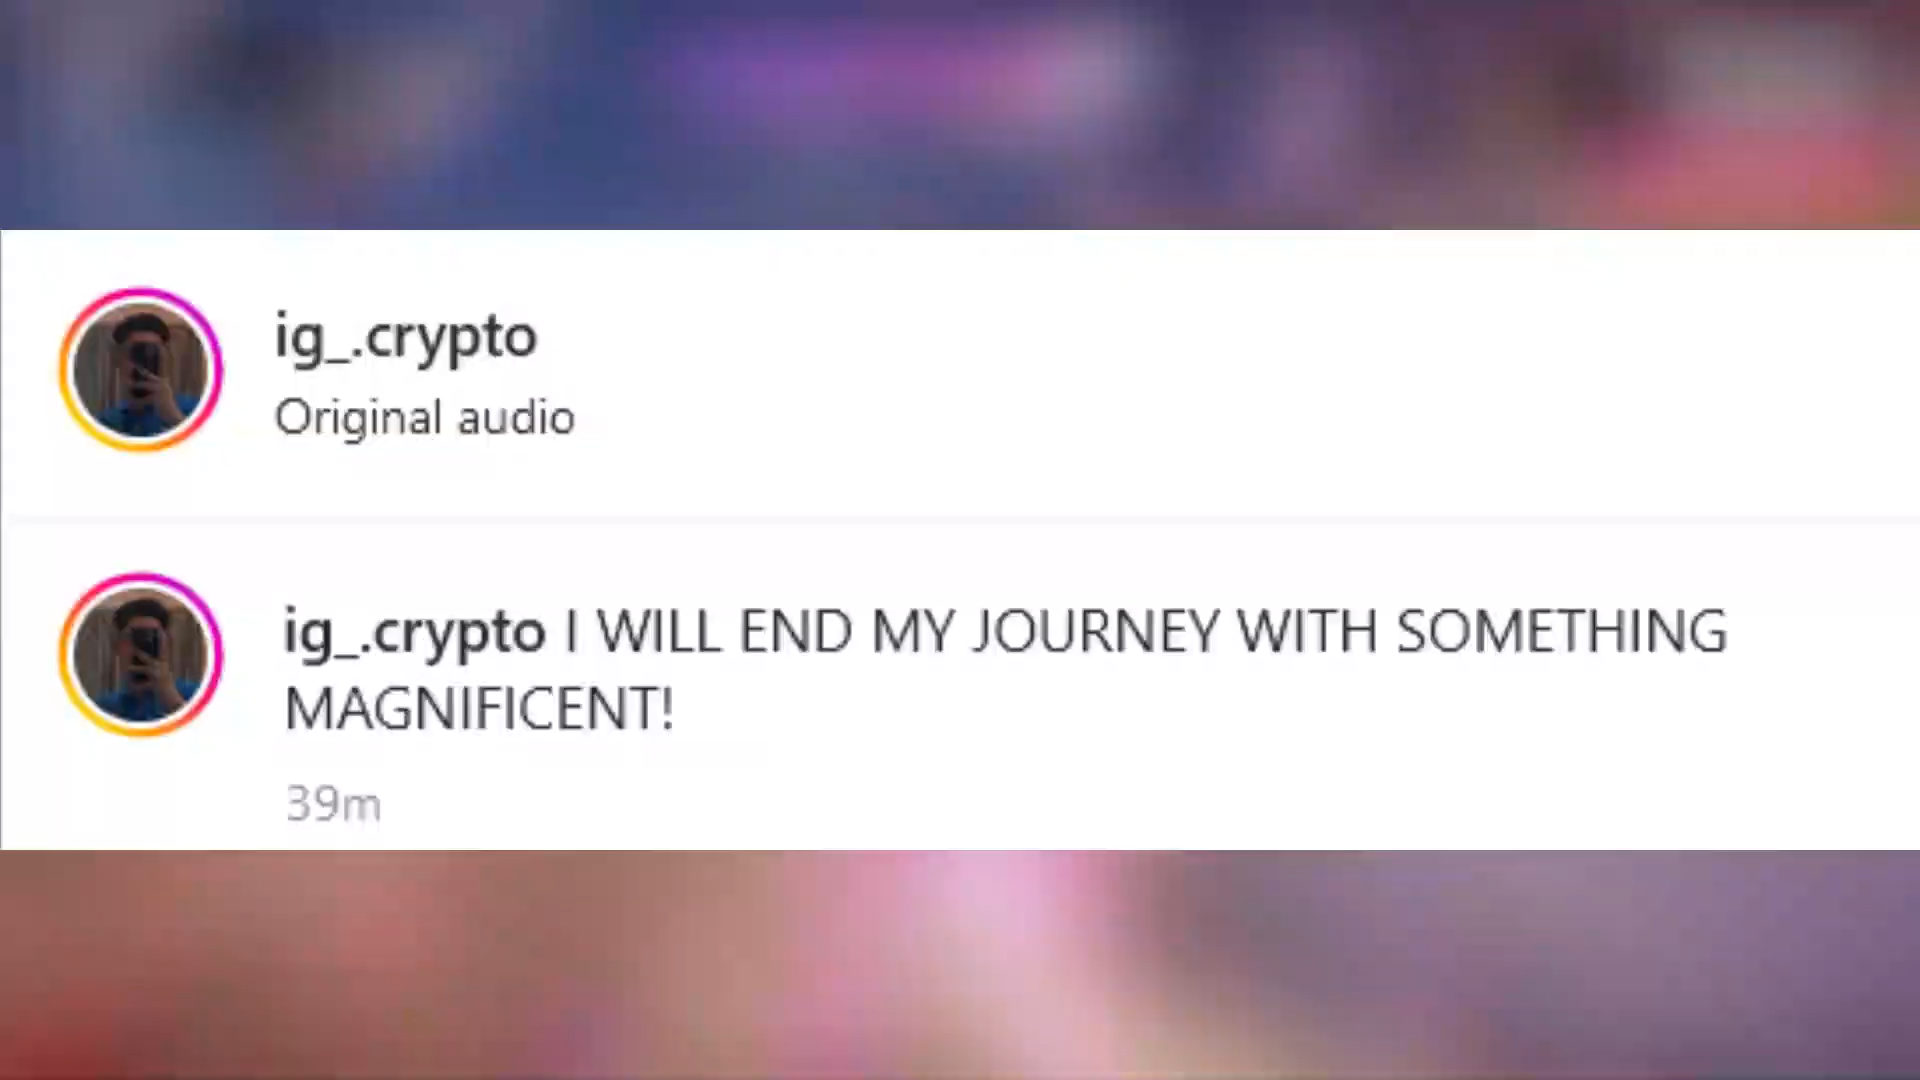 ig_.crypto
Original audio
ig_.crypto I WILL END MY JOURNEY WITH SOMETHING
MAGNIFICENT!
39m